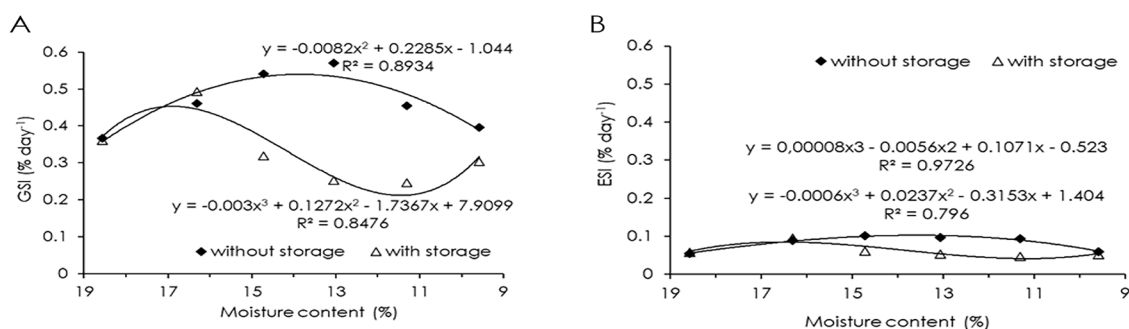 A
y = -0.0082x² + 0.2285x - 1.044
R² = 0.8934
0.6
0.5
0.4
0.3
0.2
0.1
0
GSI (% day⁻¹)
y = -0.003x³ + 0.1272x² - 1.7367x + 7.9099
R² = 0.8476
without storage
with storage
19 17 15 13 11 9
Moisture content (%)
B
0.6
0.5
0.4
0.3
0.2
0.1
0
ESI (% day⁻¹)
without storage
with storage
y = 0,00008x3 - 0.0056x2 + 0.1071x - 0.523
R² = 0.9726
y = -0.0006x³ + 0.0237x² - 0.3153x + 1.404
R² = 0.796
19 17 15 13 11 9
Moisture content (%)